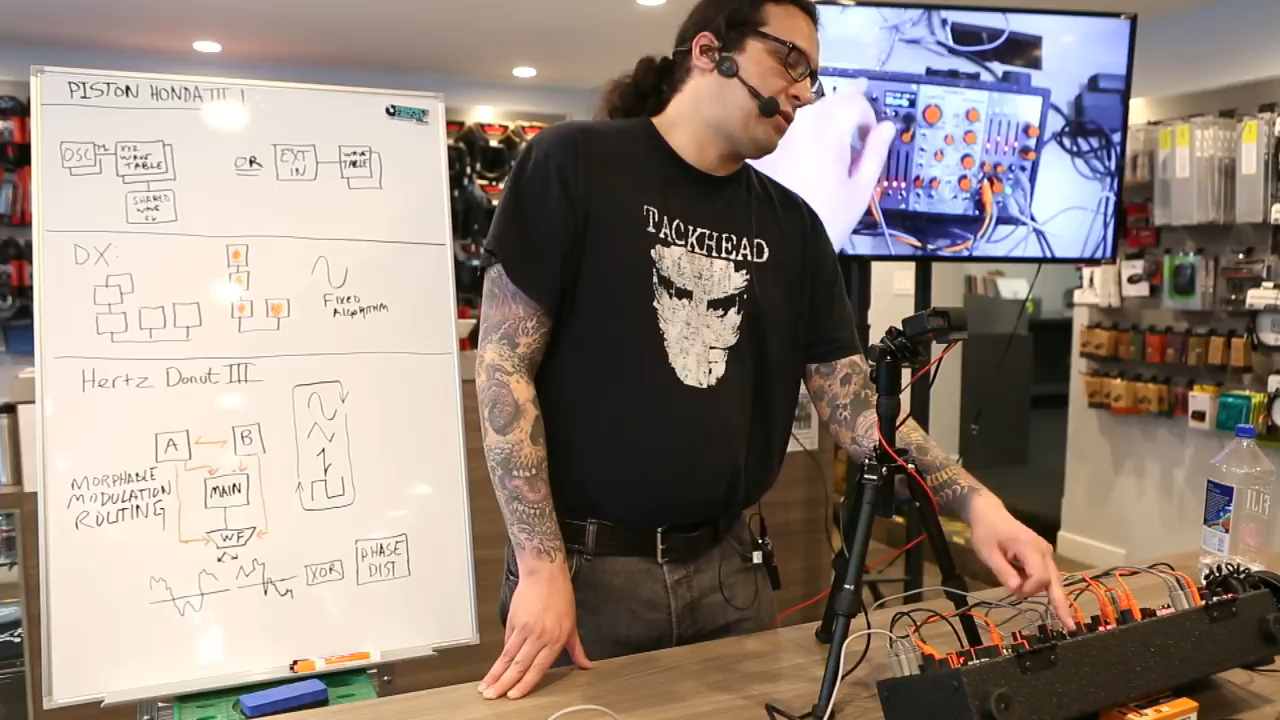 PISTON HONDA III
OSC
XYZ
WAVE
TABLE
OR
EXT
IN
WAVE
TABLE
SHARED
WAVE
DX:
FIXED
ALGORITHM
Hertz Donut III
A
B
MORPHABLE
MODULATION
ROUTING
MAIN
WF
XOR
PHASE
DIST
TACKHEAD
FIJI